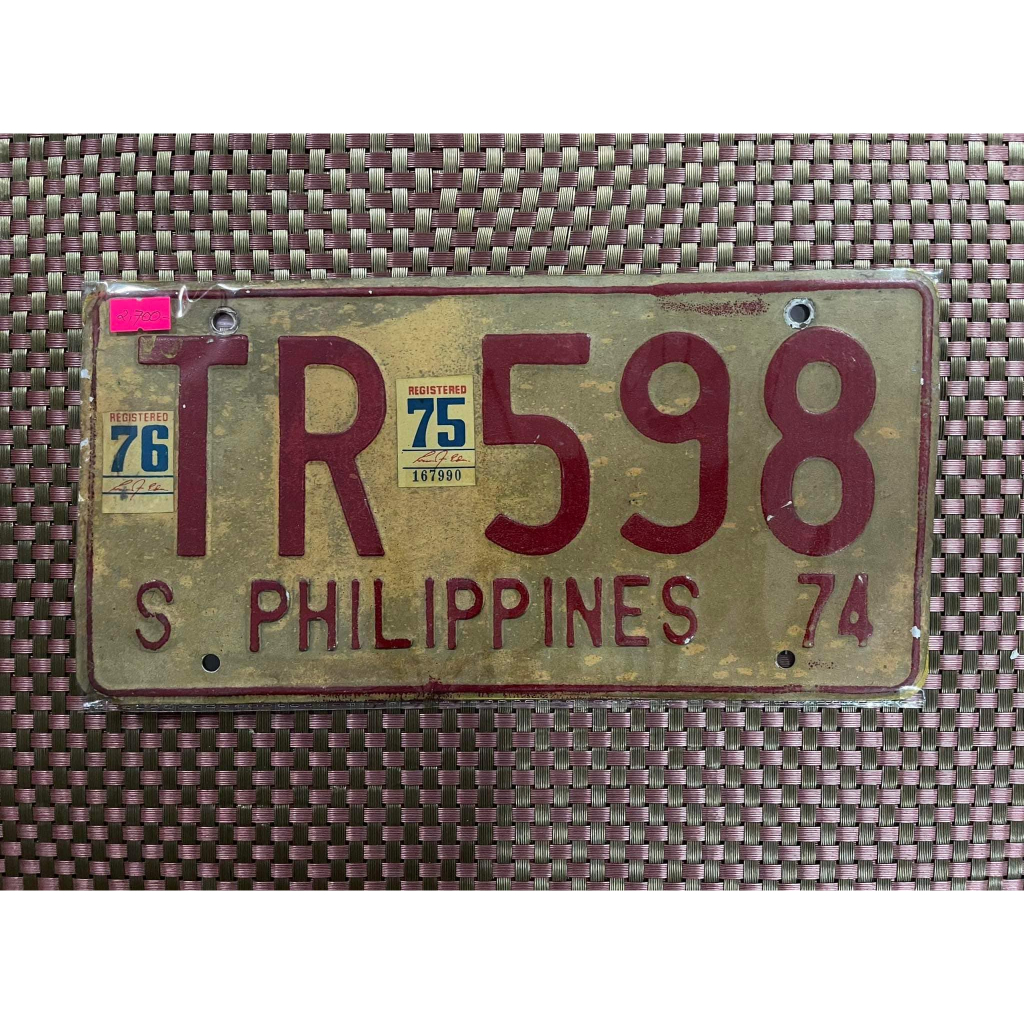 TR 598
REGISTERED
76
REGISTERED
75
167990
S PHILIPPINES 74